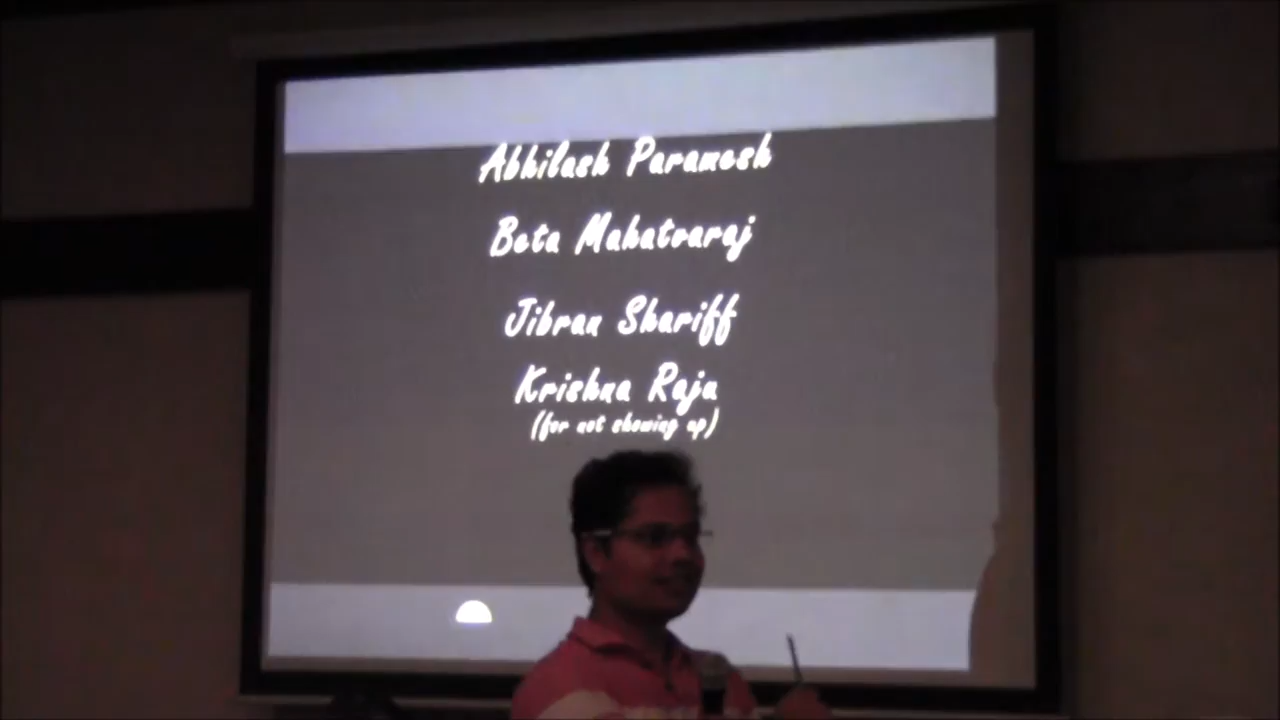 Abhilash Paramesh
Beta Mahatvaraj
Jibran Shariff
Krishna Raju
(for not showing up)